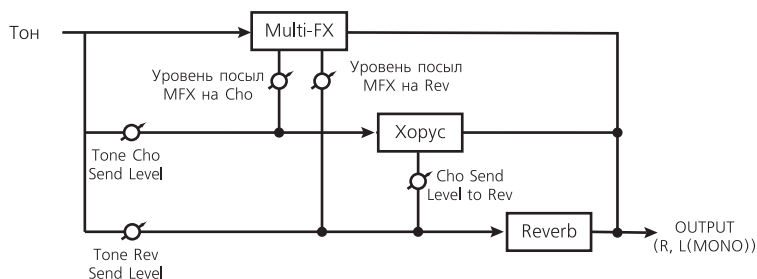 Тон
Multi-FX
Уровень посыл
MFX на Cho
Уровень посыл
MFX на Rev
Хорус
Tone Cho
Send Level
Cho Send
Level to Rev
Reverb
OUTPUT
(R, L(MONO))
Tone Rev
Send Level